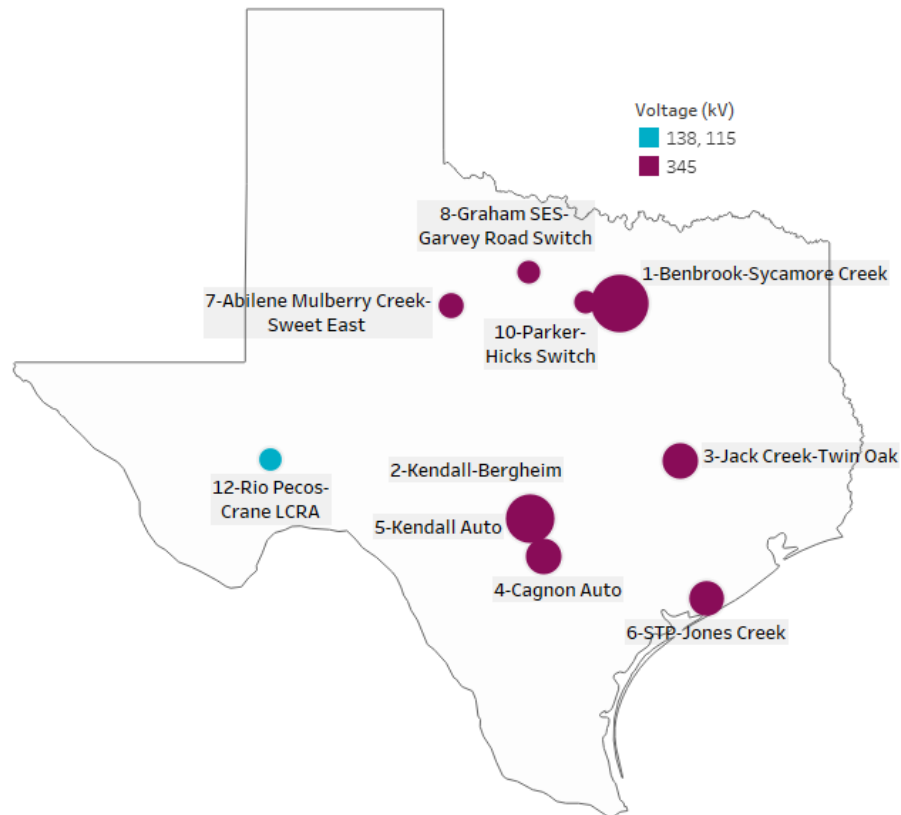 Voltage (kV)
138, 115
345
8-Graham SES-
Garvey Road Switch
1-Benbrook-Sycamore Creek
7-Abilene Mulberry Creek-
Sweet East
10-Parker-
Hicks Switch
3-Jack Creek-Twin Oak
2-Kendall-Bergheim
12-Rio Pecos-
Crane LCRA
5-Kendall Auto
4-Cagnon Auto
6-STP-Jones Creek